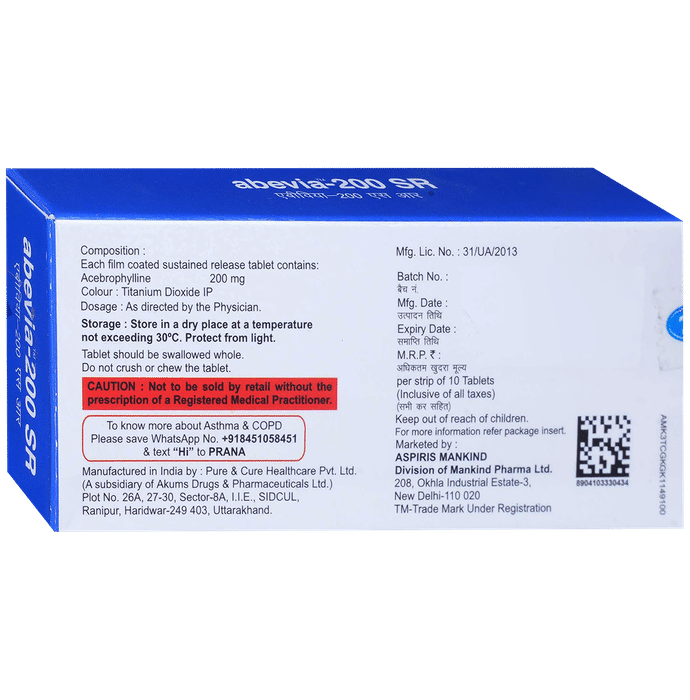 abevia™-200 SR
एबीविया-200 एस आर
abevia™-200 SR
एबीविया-200 एस आर
Composition :
Each film coated sustained release tablet contains:
Acebrophylline 200 mg
Colour : Titanium Dioxide IP
Dosage : As directed by the Physician.
Storage : Store in a dry place at a temperature
not exceeding 30ºC. Protect from light.
Tablet should be swallowed whole.
Do not crush or chew the tablet.
CAUTION : Not to be sold by retail without the
prescription of a Registered Medical Practitioner.
To know more about Asthma & COPD
Please save WhatsApp No. +918451058451
& text "Hi" to PRANA
Manufactured in India by : Pure & Cure Healthcare Pvt. Ltd.
(A subsidiary of Akums Drugs & Pharmaceuticals Ltd.)
Plot No. 26A, 27-30, Sector-8A, I.I.E., SIDCUL,
Ranipur, Haridwar-249 403, Uttarakhand.
Mfg. Lic. No. : 31/UA/2013
Batch No. :
बैच नं.
Mfg. Date :
उत्पादन तिथि
Expiry Date :
समाप्ति तिथि
M.R.P. ₹ :
अधिकतम खुदरा मूल्य
per strip of 10 Tablets
(Inclusive of all taxes)
(सभी कर सहित)
Keep out of reach of children.
For more information refer package insert.
Marketed by :
ASPIRIS MANKIND
Division of Mankind Pharma Ltd.
208, Okhla Industrial Estate-3,
New Delhi-110 020
TM-Trade Mark Under Registration
8904103330434
AMK3TCGKGK1149100